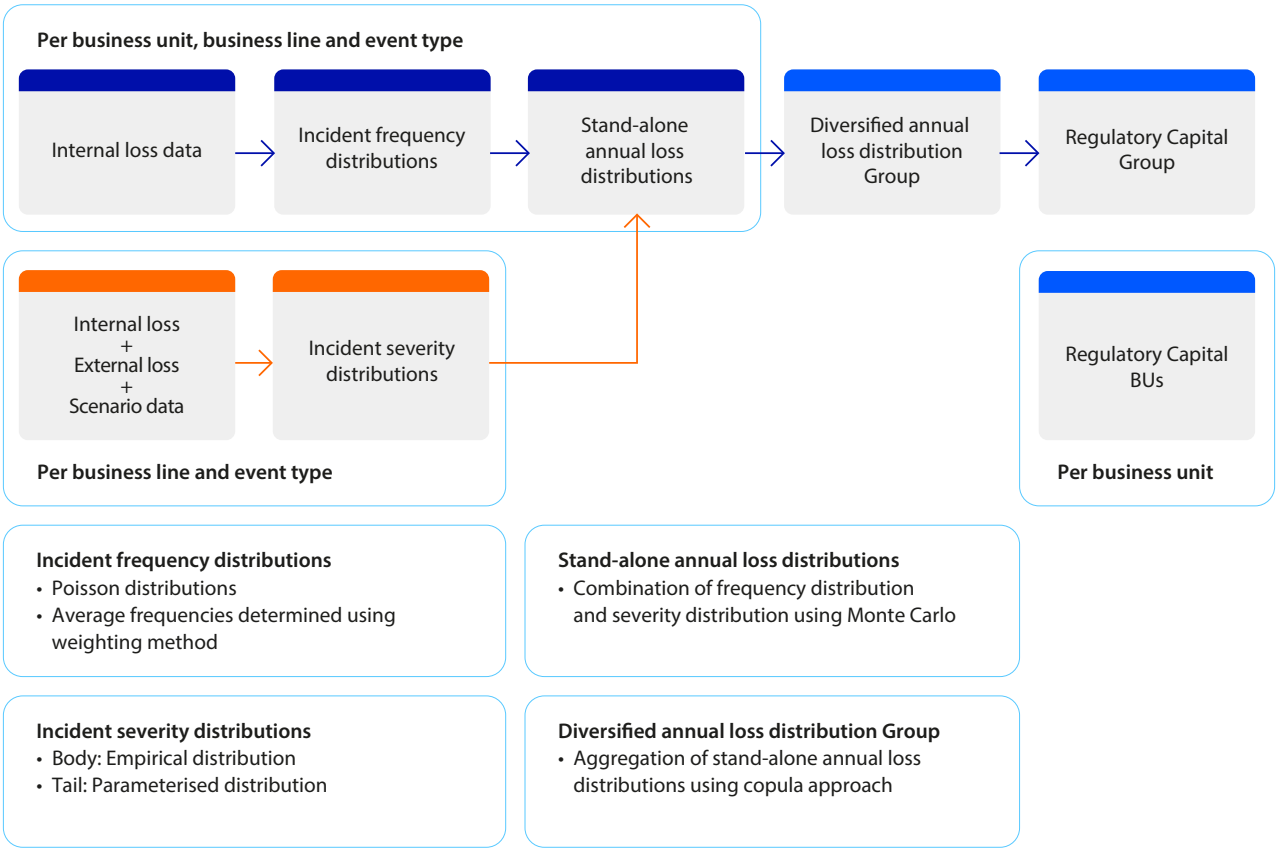 Per business unit, business line and event type
Internal loss data
Incident frequency
distributions
Stand-alone
annual loss
distributions
Diversified annual
loss distribution
Group
Regulatory Capital
Group
Internal loss
+
External loss
+
Scenario data
Incident severity
distributions
Per business line and event type
Regulatory Capital
BUs
Per business unit
Incident frequency distributions
• Poisson distributions
• Average frequencies determined using
weighting method
Stand-alone annual loss distributions
• Combination of frequency distribution
and severity distribution using Monte Carlo
Incident severity distributions
• Body: Empirical distribution
• Tail: Parameterised distribution
Diversified annual loss distribution Group
• Aggregation of stand-alone annual loss
distributions using copula approach